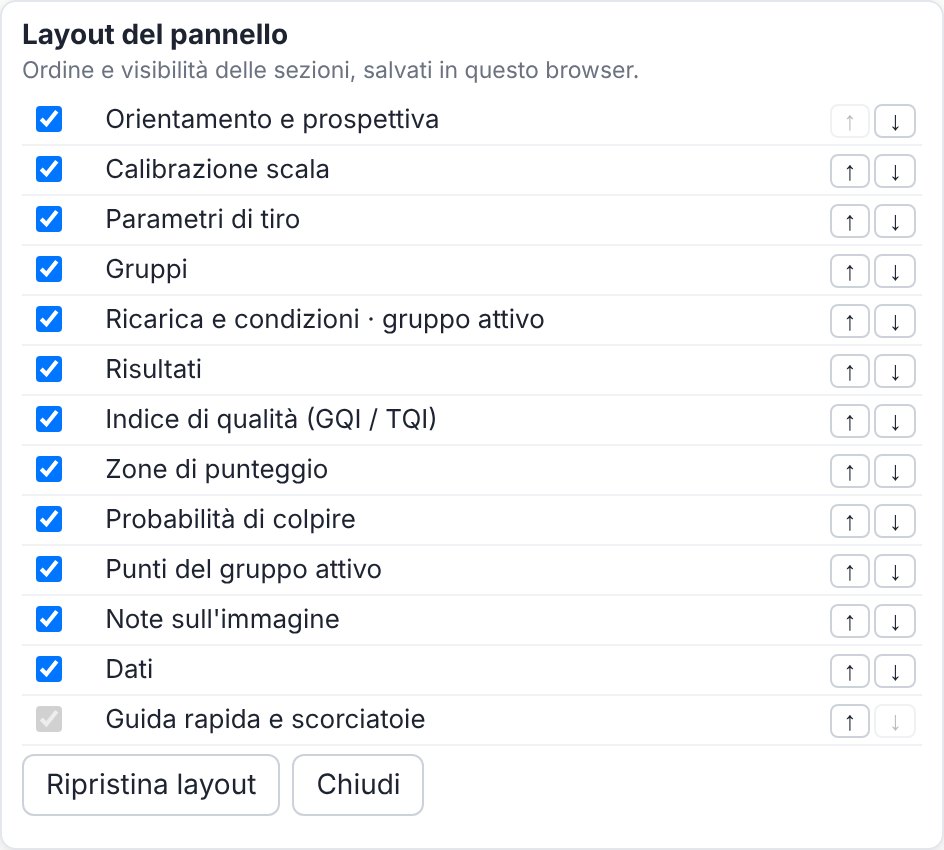 Layout del pannello
Ordine e visibilità delle sezioni, salvati in questo browser.
Orientamento e prospettiva ↑ ↓
Calibrazione scala ↑ ↓
Parametri di tiro ↑ ↓
Gruppi ↑ ↓
Ricarica e condizioni · gruppo attivo ↑ ↓
Risultati ↑ ↓
Indice di qualità (GQI / TQI) ↑ ↓
Zone di punteggio ↑ ↓
Probabilità di colpire ↑ ↓
Punti del gruppo attivo ↑ ↓
Note sull'immagine ↑ ↓
Dati ↑ ↓
Guida rapida e scorciatoie ↑ ↓
Ripristina layout Chiudi